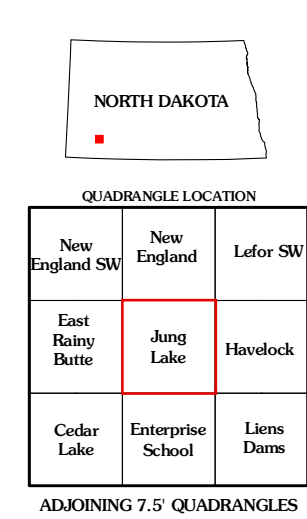 NORTH DAKOTA
QUADRANGLE LOCATION
New
England SW
New
England
Lefor SW
East
Rainy
Butte
Jung
Lake
Havelock
Cedar
Lake
Enterprise
School
Liens
Dams
ADJOINING 7.5' QUADRANGLES